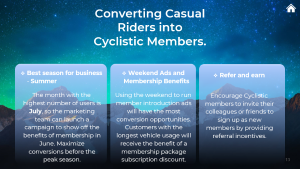 Converting Casual
Riders into
Cyclistic Members.
Best season for business
- Summer
The month with the
highest number of users is
July, so the marketing
team can launch a
campaign to show off the
benefits of membership in
June. Maximize
conversions before the
peak season.
Weekend Ads and
Membership Benefits
Using the weekend to run
member introduction ads
will have the most
conversion opportunities.
Customers with the
longest vehicle usage will
receive the benefit of a
membership package
subscription discount.
Refer and earn
Encourage Cyclistic
members to invite their
colleagues or friends to
sign up as new
members by providing
referral incentives.